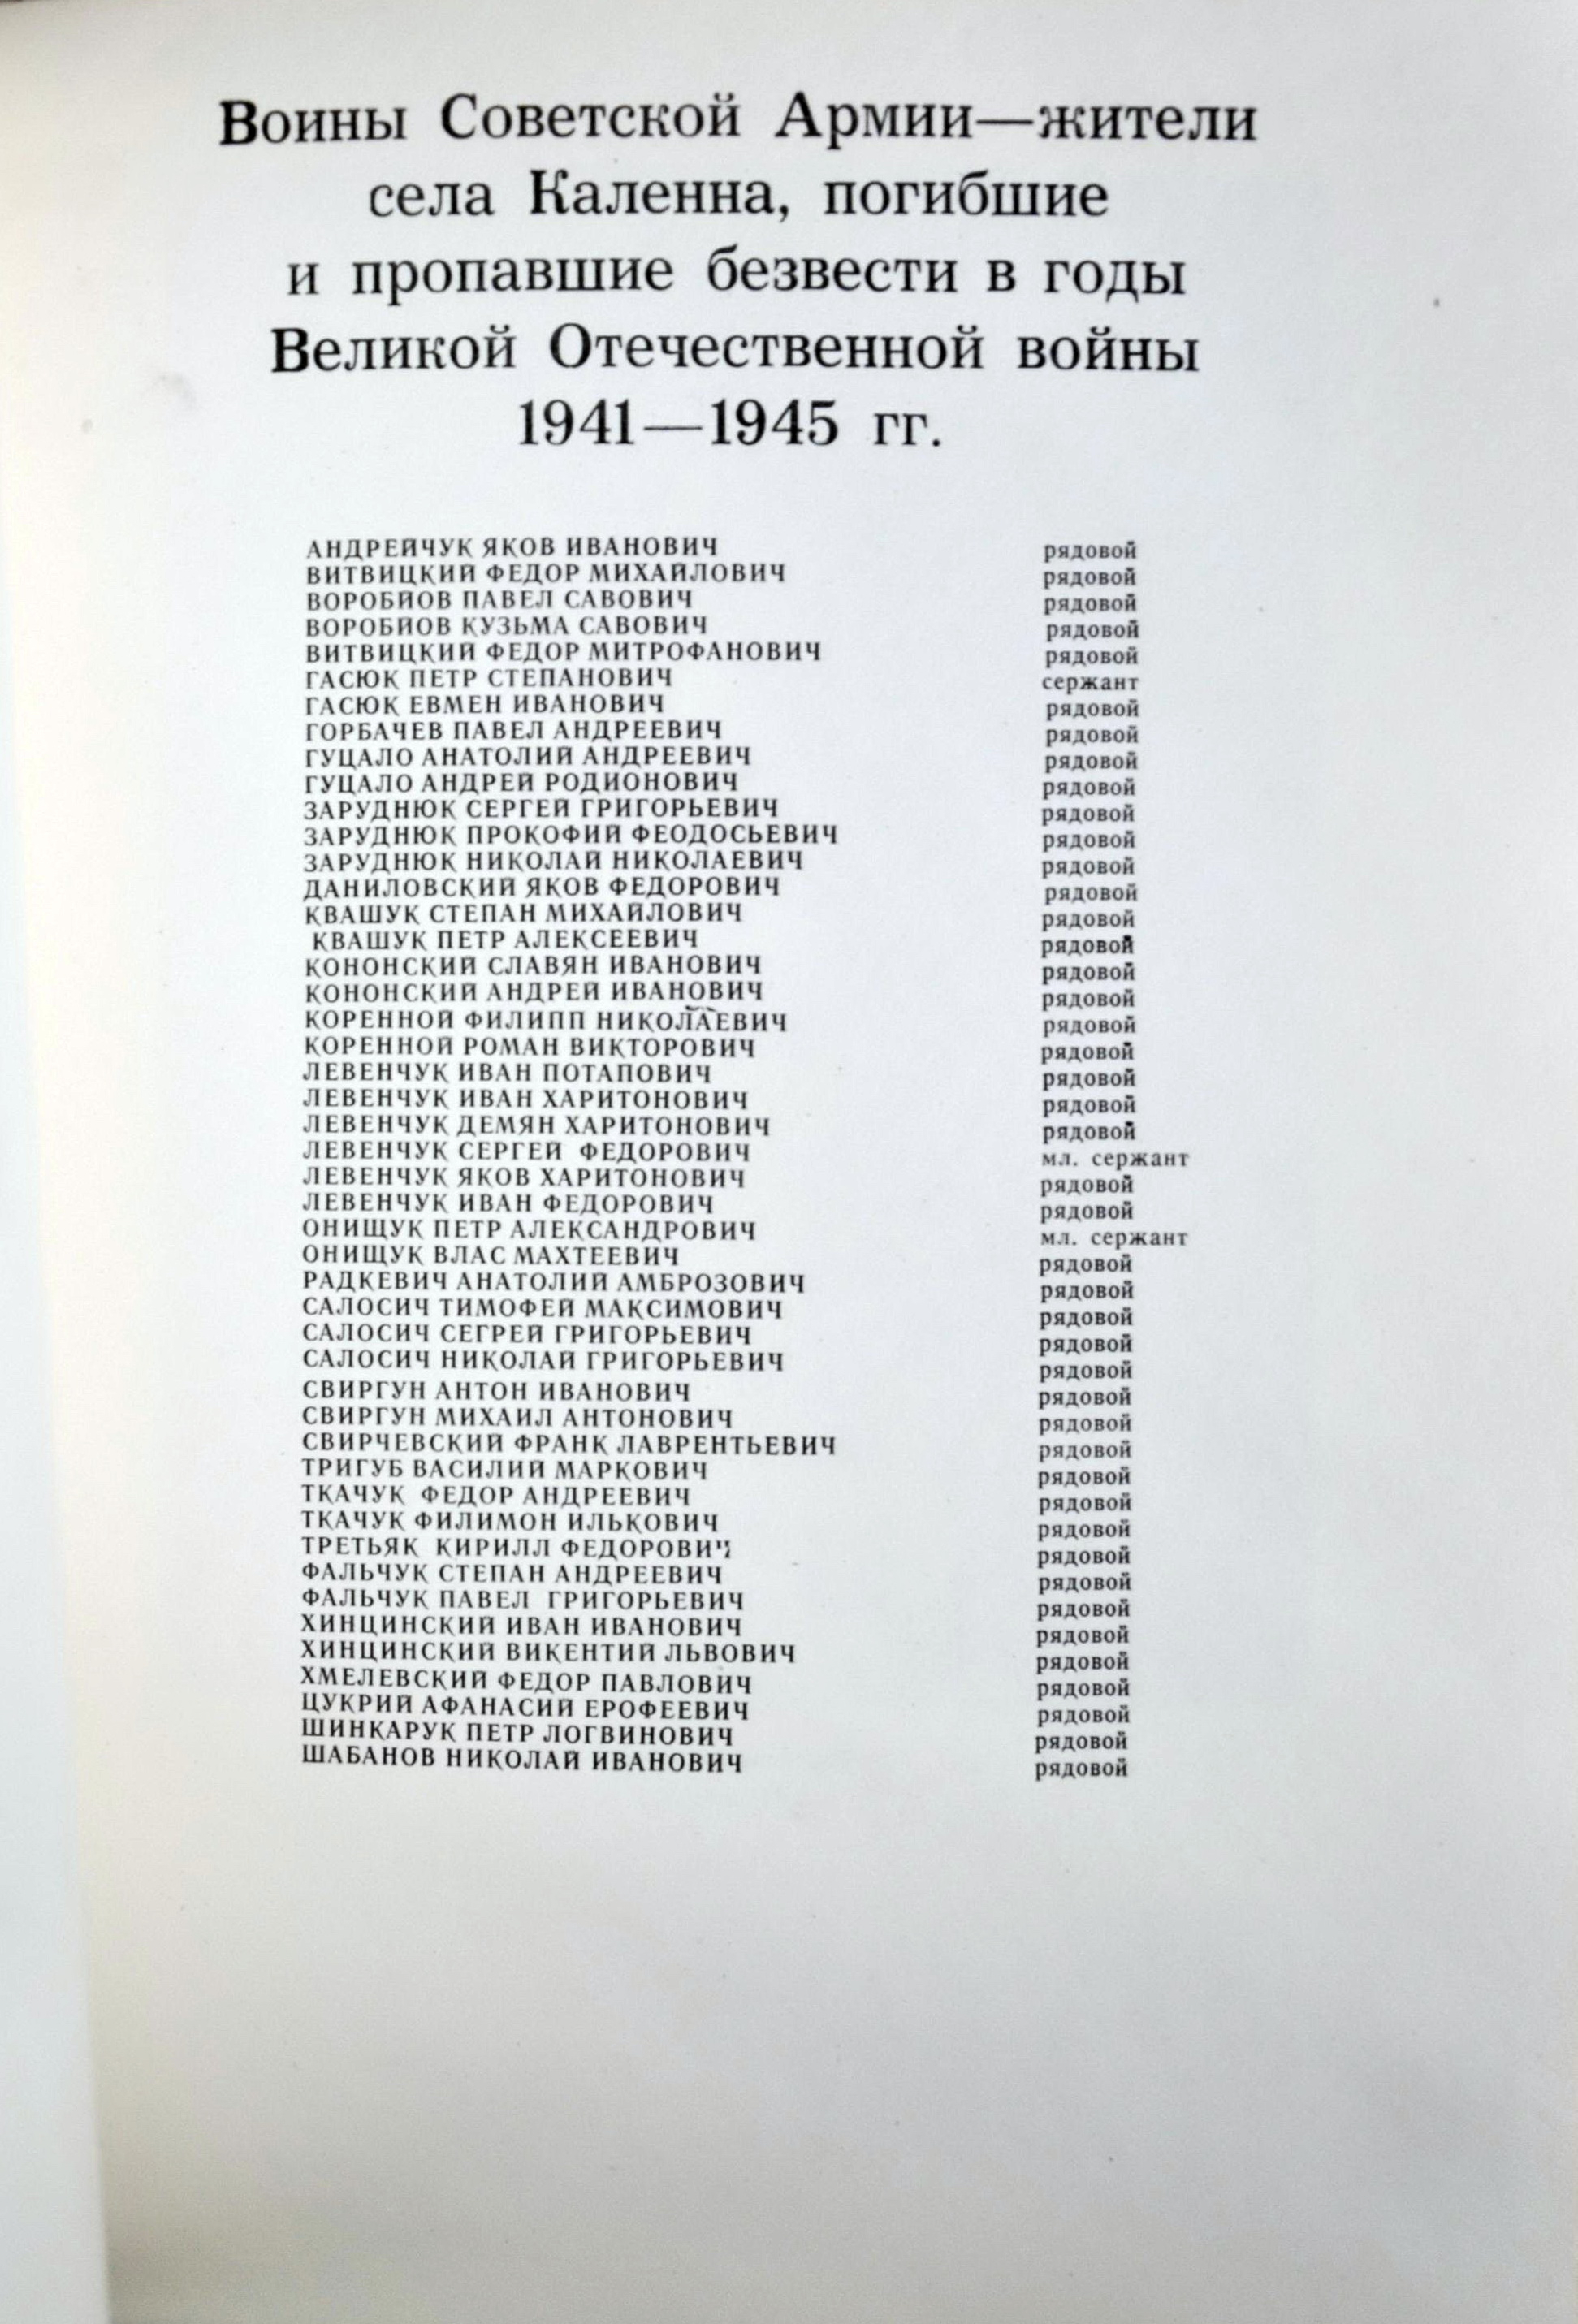 Воины Советской Армии—жители
села Каленна, погибшие
и пропавшие безвести в годы
Великой Отечественной войны
1941—1945 гг.
АНДРЕЙЧУК ЯКОВ ИВАНОВИЧ рядовой
ВИТВИЦКИЙ ФЕДОР МИХАЙЛОВИЧ рядовой
ВОРОБЙОВ ПАВЕЛ САВОВИЧ рядовой
ВОРОБЙОВ КУЗЬМА САВОВИЧ рядовой
ВИТВИЦКИЙ ФЕДОР МИТРОФАНОВИЧ рядовой
ГАСЮК ПЕТР СТЕПАНОВИЧ сержант
ГАСЮК ЕВМЕН ИВАНОВИЧ рядовой
ГОРБАЧЕВ ПАВЕЛ АНДРЕЕВИЧ рядовой
ГУЦАЛО АНАТОЛИЙ АНДРЕЕВИЧ рядовой
ГУЦАЛО АНДРЕЙ РОДИОНОВИЧ рядовой
ЗАРУДНЮК СЕРГЕЙ ГРИГОРЬЕВИЧ рядовой
ЗАРУДНЮК ПРОКОФИЙ ФЕОДОСЬЕВИЧ рядовой
ЗАРУДНЮК НИКОЛАЙ НИКОЛАЕВИЧ рядовой
ДАНИЛОВСКИЙ ЯКОВ ФЕДОРОВИЧ рядовой
КВАШУК СТЕПАН МИХАЙЛОВИЧ рядовой
КВАШУК ПЕТР АЛЕКСЕЕВИЧ рядовой
КОНОНСКИЙ СЛАВЯН ИВАНОВИЧ рядовой
КОНОНСКИЙ АНДРЕЙ ИВАНОВИЧ рядовой
КОРЕННОЙ ФИЛИПП НИКОЛАЕВИЧ рядовой
КОРЕННОЙ РОМАН ВИКТОРОВИЧ рядовой
ЛЕВЕНЧУК ИВАН ПОТАПОВИЧ рядовой
ЛЕВЕНЧУК ИВАН ХАРИТОНОВИЧ рядовой
ЛЕВЕНЧУК ДЕМЯН ХАРИТОНОВИЧ рядовой
ЛЕВЕНЧУК СЕРГЕЙ ФЕДОРОВИЧ мл. сержант
ЛЕВЕНЧУК ЯКОВ ХАРИТОНОВИЧ рядовой
ЛЕВЕНЧУК ИВАН ФЕДОРОВИЧ рядовой
ОНИЩУК ПЕТР АЛЕКСАНДРОВИЧ мл. сержант
ОНИЩУК ВЛАС МАХТЕЕВИЧ рядовой
РАДКЕВИЧ АНАТОЛИЙ АМБРОЗОВИЧ рядовой
САЛОСИЧ ТИМОФЕЙ МАКСИМОВИЧ рядовой
САЛОСИЧ СЕГРЕЙ ГРИГОРЬЕВИЧ рядовой
САЛОСИЧ НИКОЛАЙ ГРИГОРЬЕВИЧ рядовой
СВИРГУН АНТОН ИВАНОВИЧ рядовой
СВИРГУН МИХАИЛ АНТОНОВИЧ рядовой
СВИРЧЕВСКИЙ ФРАНК ЛАВРЕНТЬЕВИЧ рядовой
ТРИГУБ ВАСИЛИЙ МАРКОВИЧ рядовой
ТКАЧУК ФЕДОР АНДРЕЕВИЧ рядовой
ТКАЧУК ФИЛИМОН ИЛЬКОВИЧ рядовой
ТРЕТЬЯК КИРИЛЛ ФЕДОРОВИЧ рядовой
ФАЛЬЧУК СТЕПАН АНДРЕЕВИЧ рядовой
ФАЛЬЧУК ПАВЕЛ ГРИГОРЬЕВИЧ рядовой
ХИНЦИНСКИЙ ИВАН ИВАНОВИЧ рядовой
ХИНЦИНСКИЙ ВИКЕНТИЙ ЛЬВОВИЧ рядовой
ХМЕЛЕВСКИЙ ФЕДОР ПАВЛОВИЧ рядовой
ЦУКРИЙ АФАНАСИЙ ЕРОФЕЕВИЧ рядовой
ШИНКАРУК ПЕТР ЛОГВИНОВИЧ рядовой
ШАБАНОВ НИКОЛАЙ ИВАНОВИЧ рядовой